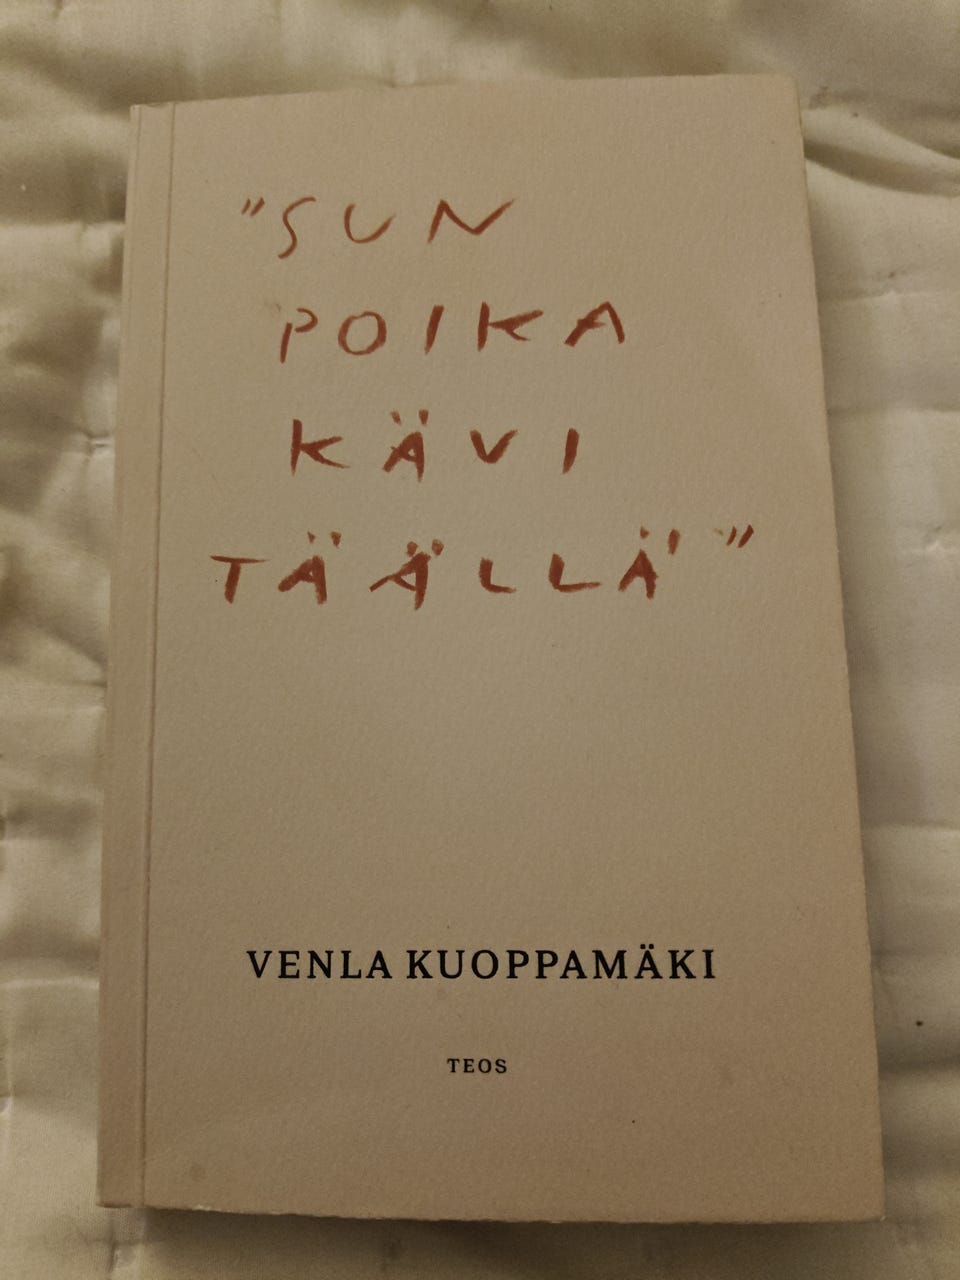 "SUN
POIKA
KÄVI
TÄÄLLÄ"
VENLA KUOPPAMÄKI
TEOS